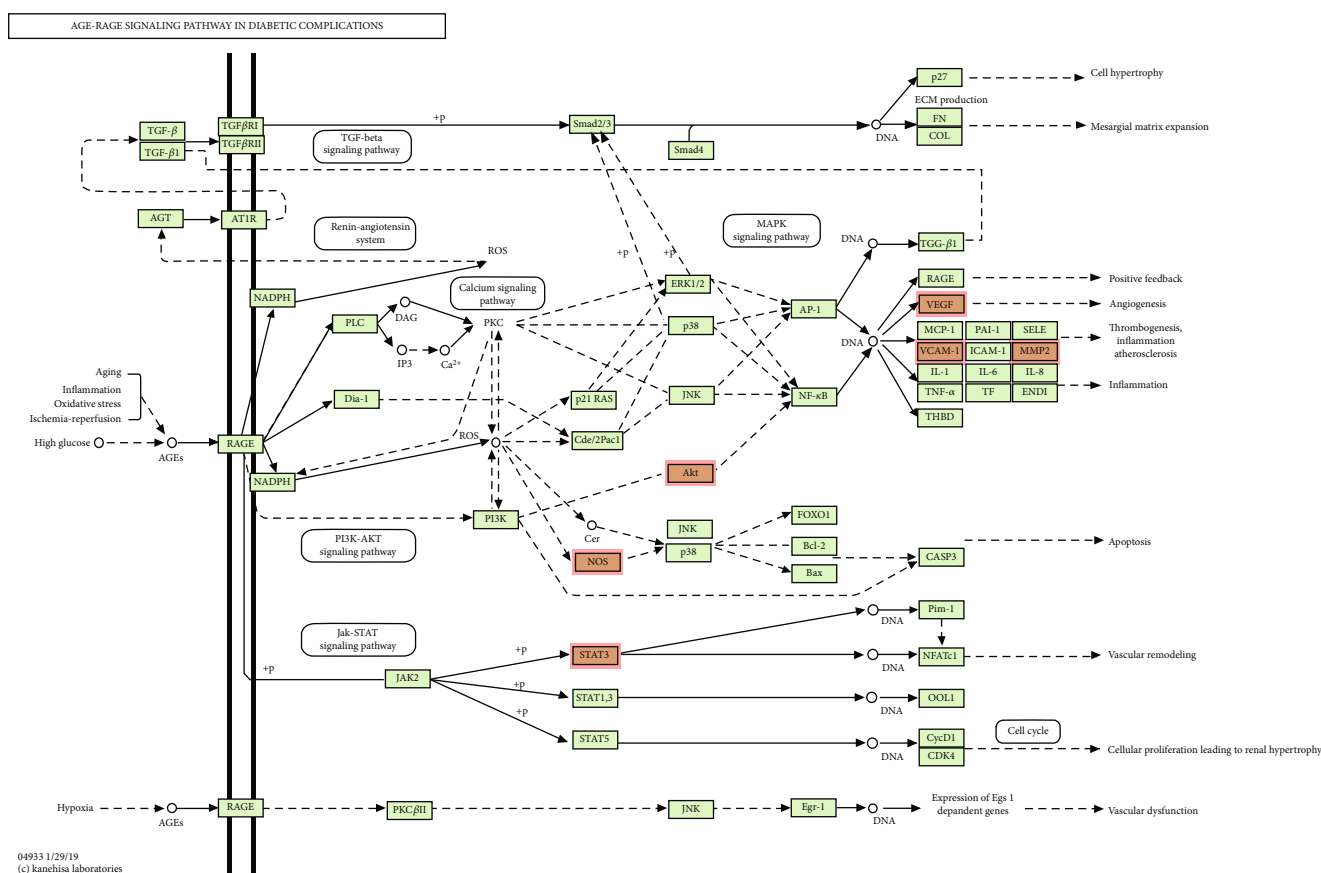 AGE-RAGE SIGNALING PATHWAY IN DIABETIC COMPLICATIONS
p27
Cell hypertrophy
ECM production
TGF-β
TGFβRI
+p
Smad2/3
FN
Mesargial matrix expansion
TGF-β1
TGFβRII
TGF-beta
signaling pathway
Smad4
DNA
COL
AGT
AT1R
Renin-angiotensin
system
MAPK
signaling pathway
DNA
TGG-β1
ROS
+p
+p
NADPH
Calcium signaling
pathway
ERK1/2
RAGE
Positive feedback
PLC
DAG
PKC
p38
AP-1
VEGF
Angiogenesis
IP3
Ca2+
DNA
MCP-1
PAI-1
SELE
Thrombogenesis,
inflammation
atherosclerosis
VCAM-1
ICAM-1
MMP2
Aging
Inflammation
Oxidative stress
Ischemia-reperfusion
IL-1
IL-6
IL-8
Dia-1
p21 RAS
JNK
NF-κB
TNF-α
TF
ENDI
Inflammation
THBD
High glucose
AGEs
RAGE
ROS
Cde/2Pac1
NADPH
Akt
PI3K
PI3K-AKT
signaling pathway
Cer
JNK
FOXO1
NOS
p38
Bcl-2
Bax
CASP3
Apoptosis
Jak-STAT
signaling pathway
+p
JAK2
+p
STAT3
DNA
Pim-1
DNA
NFATc1
Vascular remodeling
+p
STAT1,3
DNA
OOL1
+p
STAT5
DNA
CycD1
CDK4
Cell cycle
Cellular proliferation leading to renal hypertrophy
Hypoxia
AGEs
RAGE
PKCβII
JNK
Egr-1
DNA
Expression of Egs 1
dependent genes
Vascular dysfunction
04933 1/29/19
(c) kanehisa laboratories